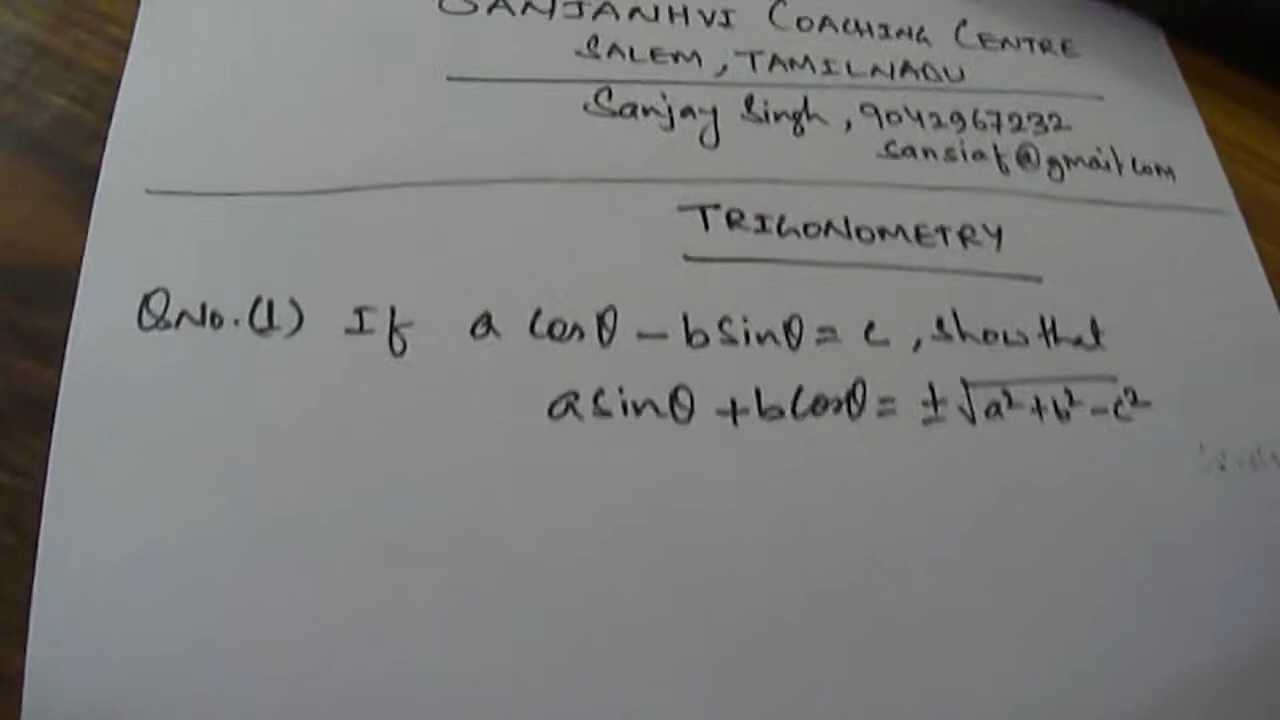 SANJANHVI COACHING CENTRE
SALEM, TAMILNADU
Sanjay Singh, 9042967232
sansiaf@gmail.com
TRIGONOMETRY
Q.No.(1) If a cosθ - b sinθ = c, show that
a sinθ + b cosθ = ± √a² + b² - c²